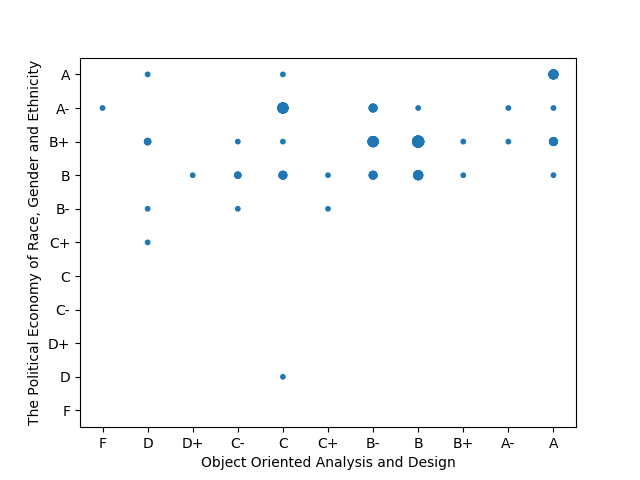 The Political Economy of Race, Gender and Ethnicity
A
A-
B+
B
B-
C+
C
C-
D+
D
F
F D D+ C- C C+ B- B B+ A- A
Object Oriented Analysis and Design